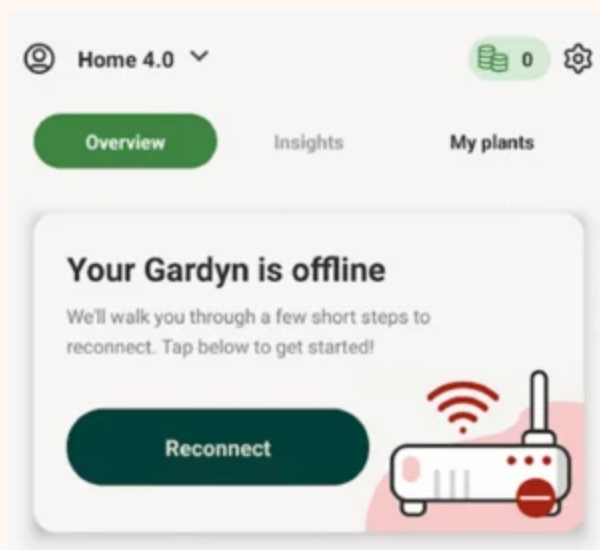 Home 4.0
0
Overview
Insights
My plants
Your Gardyn is offline
We'll walk you through a few short steps to
reconnect. Tap below to get started!
Reconnect